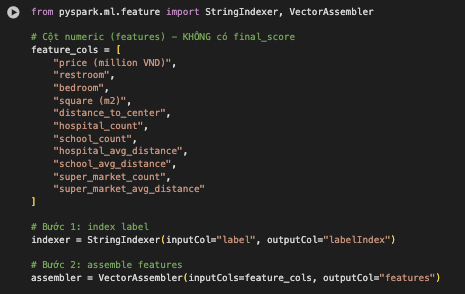 from pyspark.ml.feature import StringIndexer, VectorAssembler
# Cột numeric (features) – KHÔNG có final_score
feature_cols = [
    "price (million VND)",
    "restroom",
    "bedroom",
    "square (m2)",
    "distance_to_center",
    "hospital_count",
    "school_count",
    "hospital_avg_distance",
    "school_avg_distance",
    "super_market_count",
    "super_market_avg_distance"
]
# Bước 1: index label
indexer = StringIndexer(inputCol="label", outputCol="labelIndex")
# Bước 2: assemble features
assembler = VectorAssembler(inputCols=feature_cols, outputCol="features")